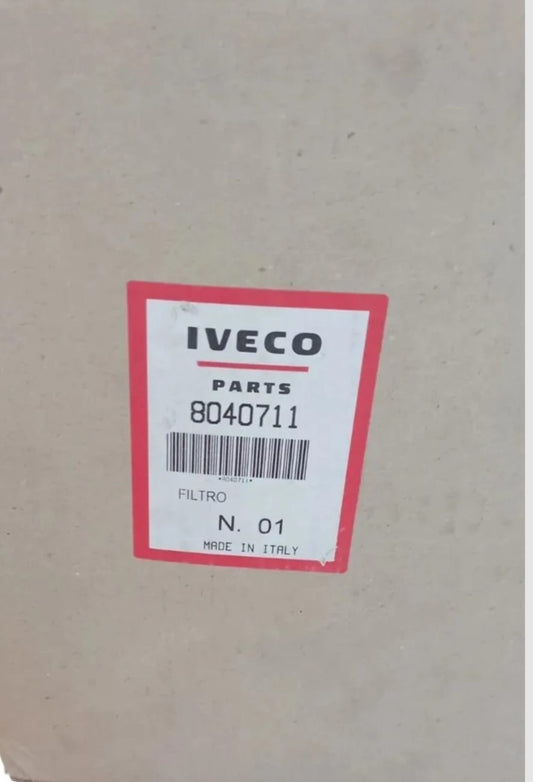 IVECO
PARTS
8040711
*8040711*
FILTRO
N. 01
MADE IN ITALY